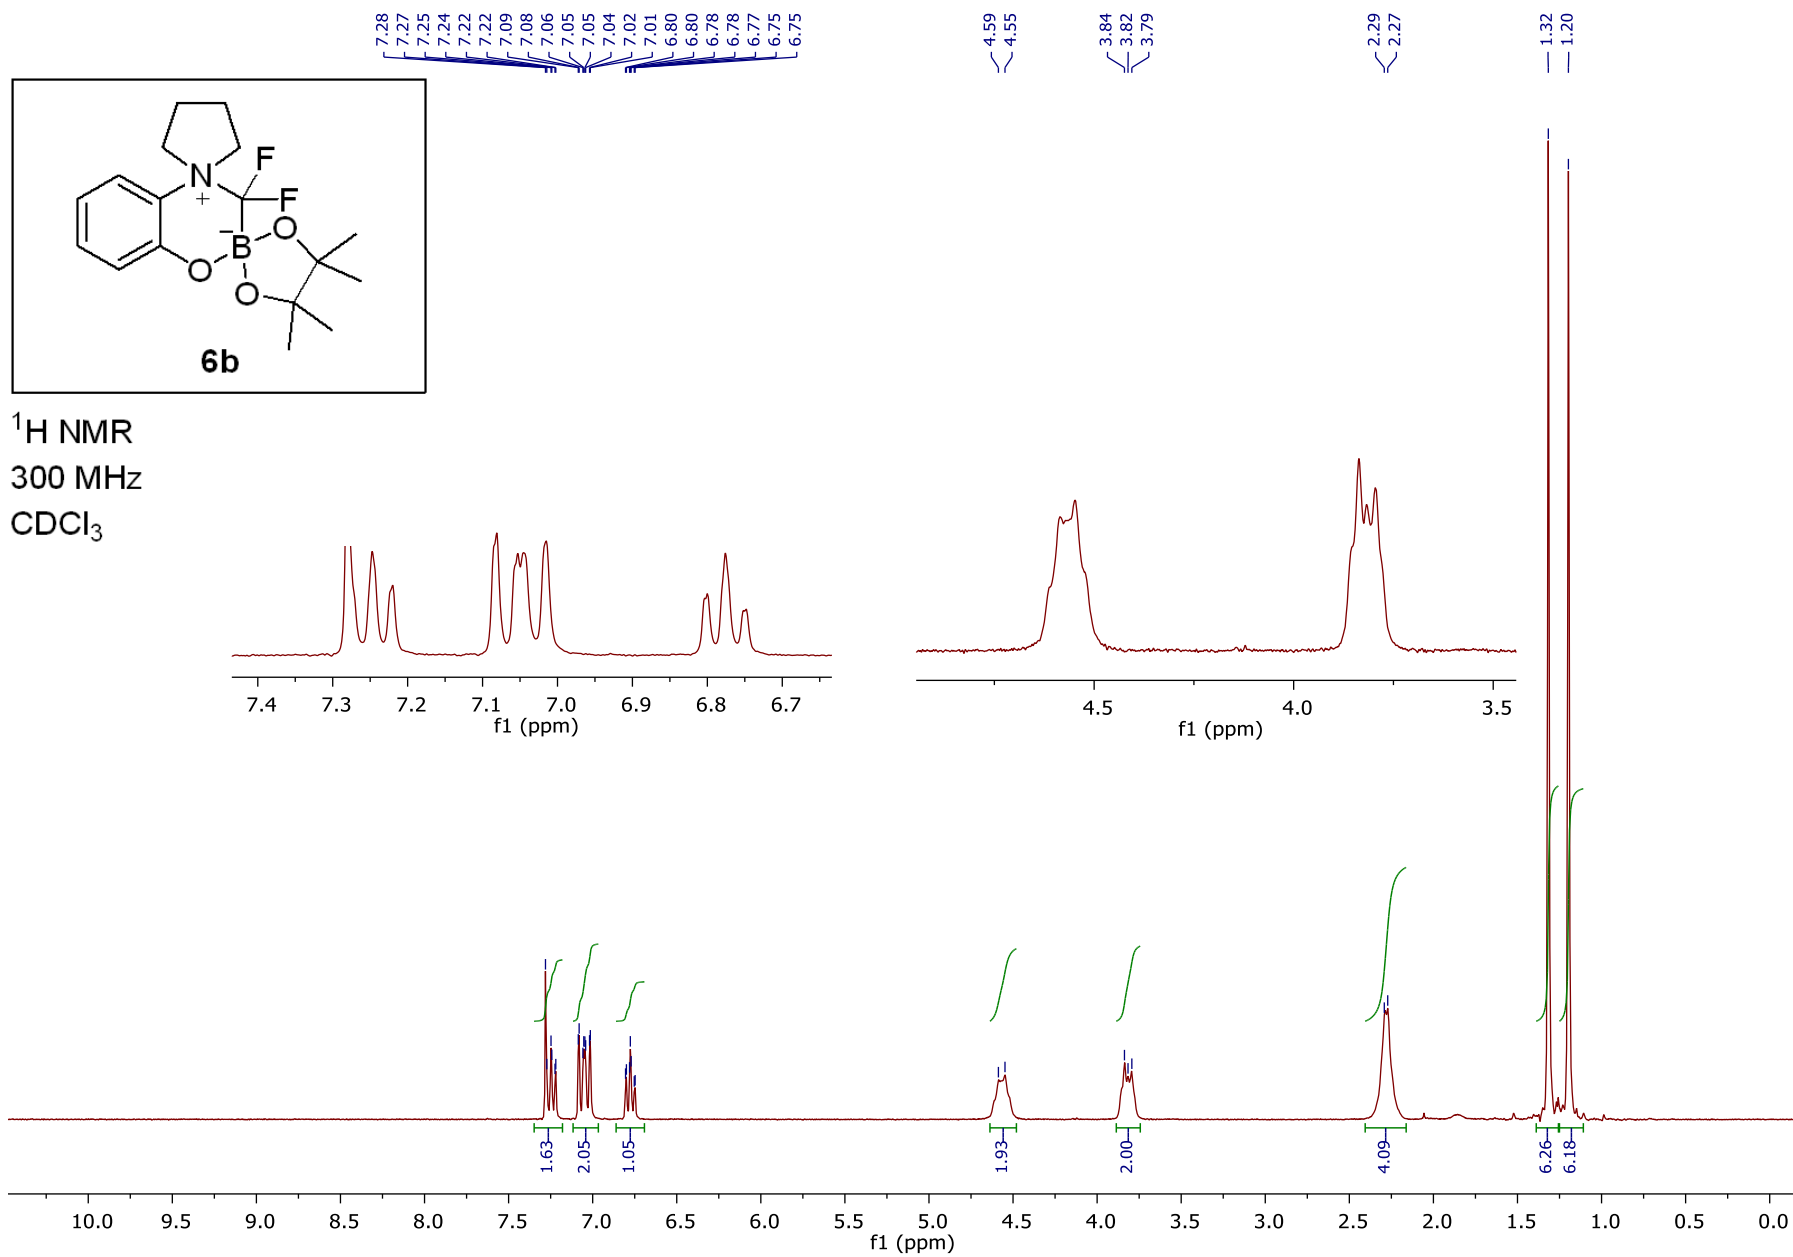 7.28
7.27
7.25
7.24
7.22
7.22
7.09
7.08
7.06
7.05
7.05
7.04
7.02
7.01
6.80
6.80
6.78
6.78
6.77
6.75
6.75
4.59
4.55
3.84
3.82
3.79
2.29
2.27
1.32
1.20
F
N
+
F
O
−
B
O
O
6b
¹H NMR
300 MHz
CDCl₃
7.4 7.3 7.2 7.1 7.0 6.9 6.8 6.7
f1 (ppm)
4.5 4.0 3.5
f1 (ppm)
1.63
2.05
1.05
1.93
2.00
4.09
6.26
6.18
10.0 9.5 9.0 8.5 8.0 7.5 7.0 6.5 6.0 5.5 5.0 4.5 4.0 3.5 3.0 2.5 2.0 1.5 1.0 0.5 0.0
f1 (ppm)